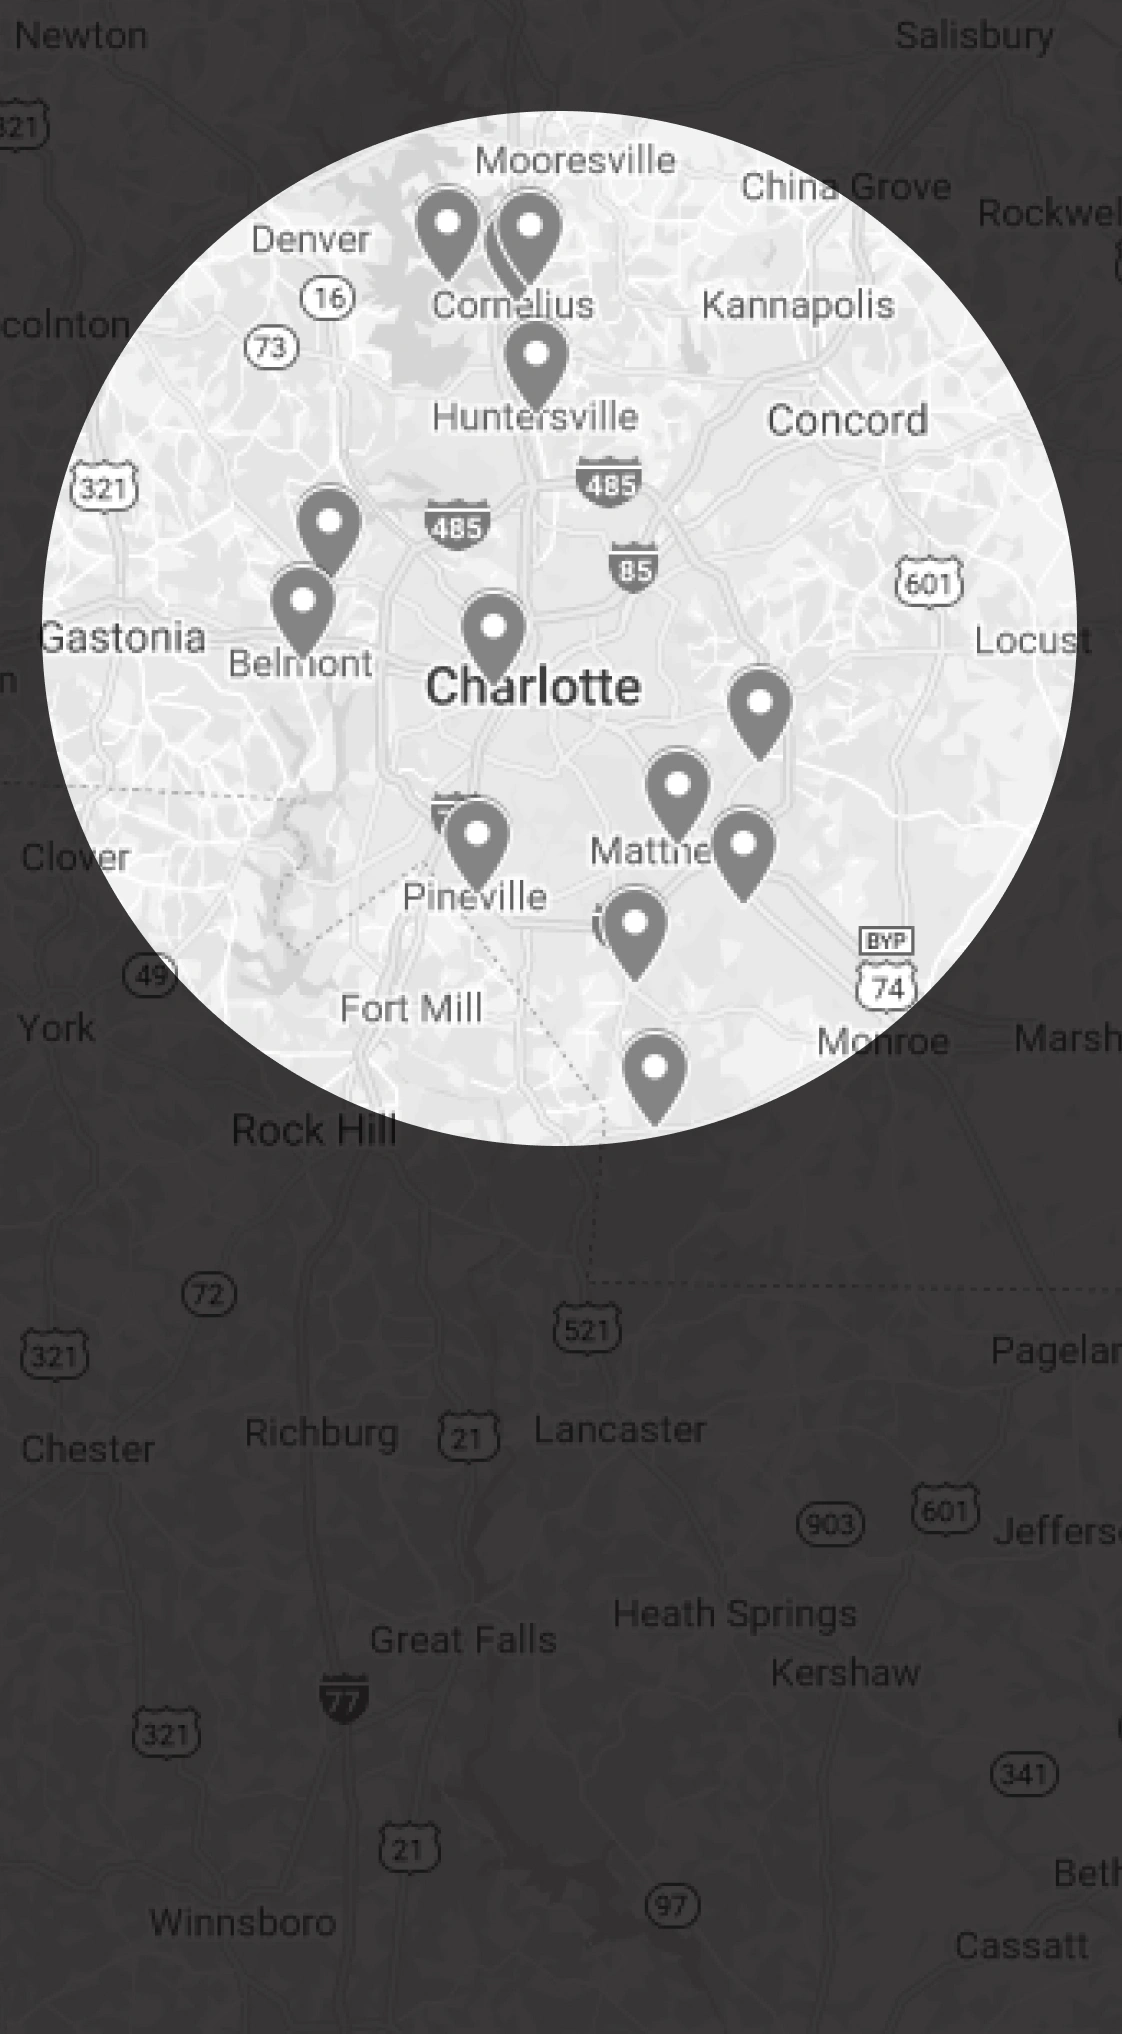 Newton
Salisbury
321
Mooresville
China Grove
Rockwel
Denver
16
Cornelius
Kannapolis
colnton
73
Huntersville
Concord
321
485
485
85
601
Gastonia
Locust
Belmont
n
Charlotte
Clover
Matthe
Pineville
BYP
49
74
Fort Mill
York
Monroe
Marsh
Rock Hill
72
521
321
Pagelan
Richburg
21
Lancaster
Chester
601
903
Jefferso
Heath Springs
Great Falls
Kershaw
77
321
341
21
Beth
97
Winnsboro
Cassatt